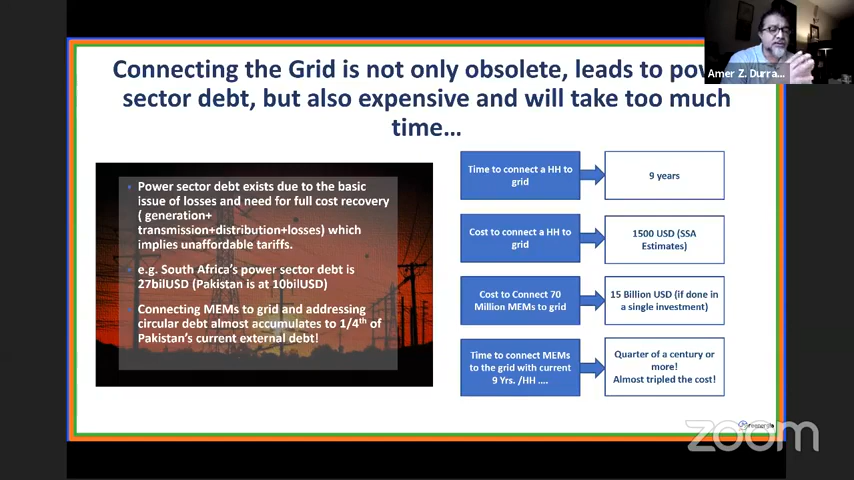 Connecting the Grid is not only obsolete, leads to
sector debt, but also expensive and will take too much
time…
Amer Z. Durra...
Power sector debt exists due to the basic
issue of losses and need for full cost recovery
( generation+
transmission+distribution+losses) which
implies unaffordable tariffs.
e.g. South Africa's power sector debt is
27bilUSD (Pakistan is at 10bilUSD)
Connecting MEMs to grid and addressing
circular debt almost accumulates to 1/4th of
Pakistan's current external debt!
Time to connect a HH to
grid
9 years
Cost to connect a HH to
grid
1500 USD (SSA
Estimates)
Cost to Connect 70
Million MEMs to grid
15 Billion USD (if done in
a single investment)
Time to connect MEMs
to the grid with current
9 Yrs. /HH ....
Quarter of a century or
more!
Almost tripled the cost!
zoom